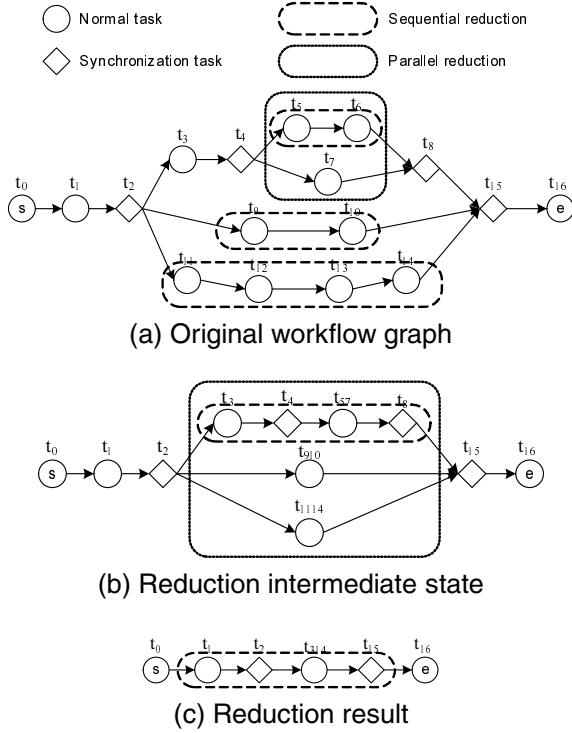 Normal task
Sequential reduction
Synchronization task
Parallel reduction
t5 t6
t3 t4 t7 t8
t0 t1 t2 t15 t16
s e
t9 t10
t11 t12 t13 t14
(a) Original workflow graph
t3 t4 t57 t8
t0 t1 t2 t15 t16
s e
t910
t1114
(b) Reduction intermediate state
t0 t1 t2 t314 t15 t16
s e
(c) Reduction result